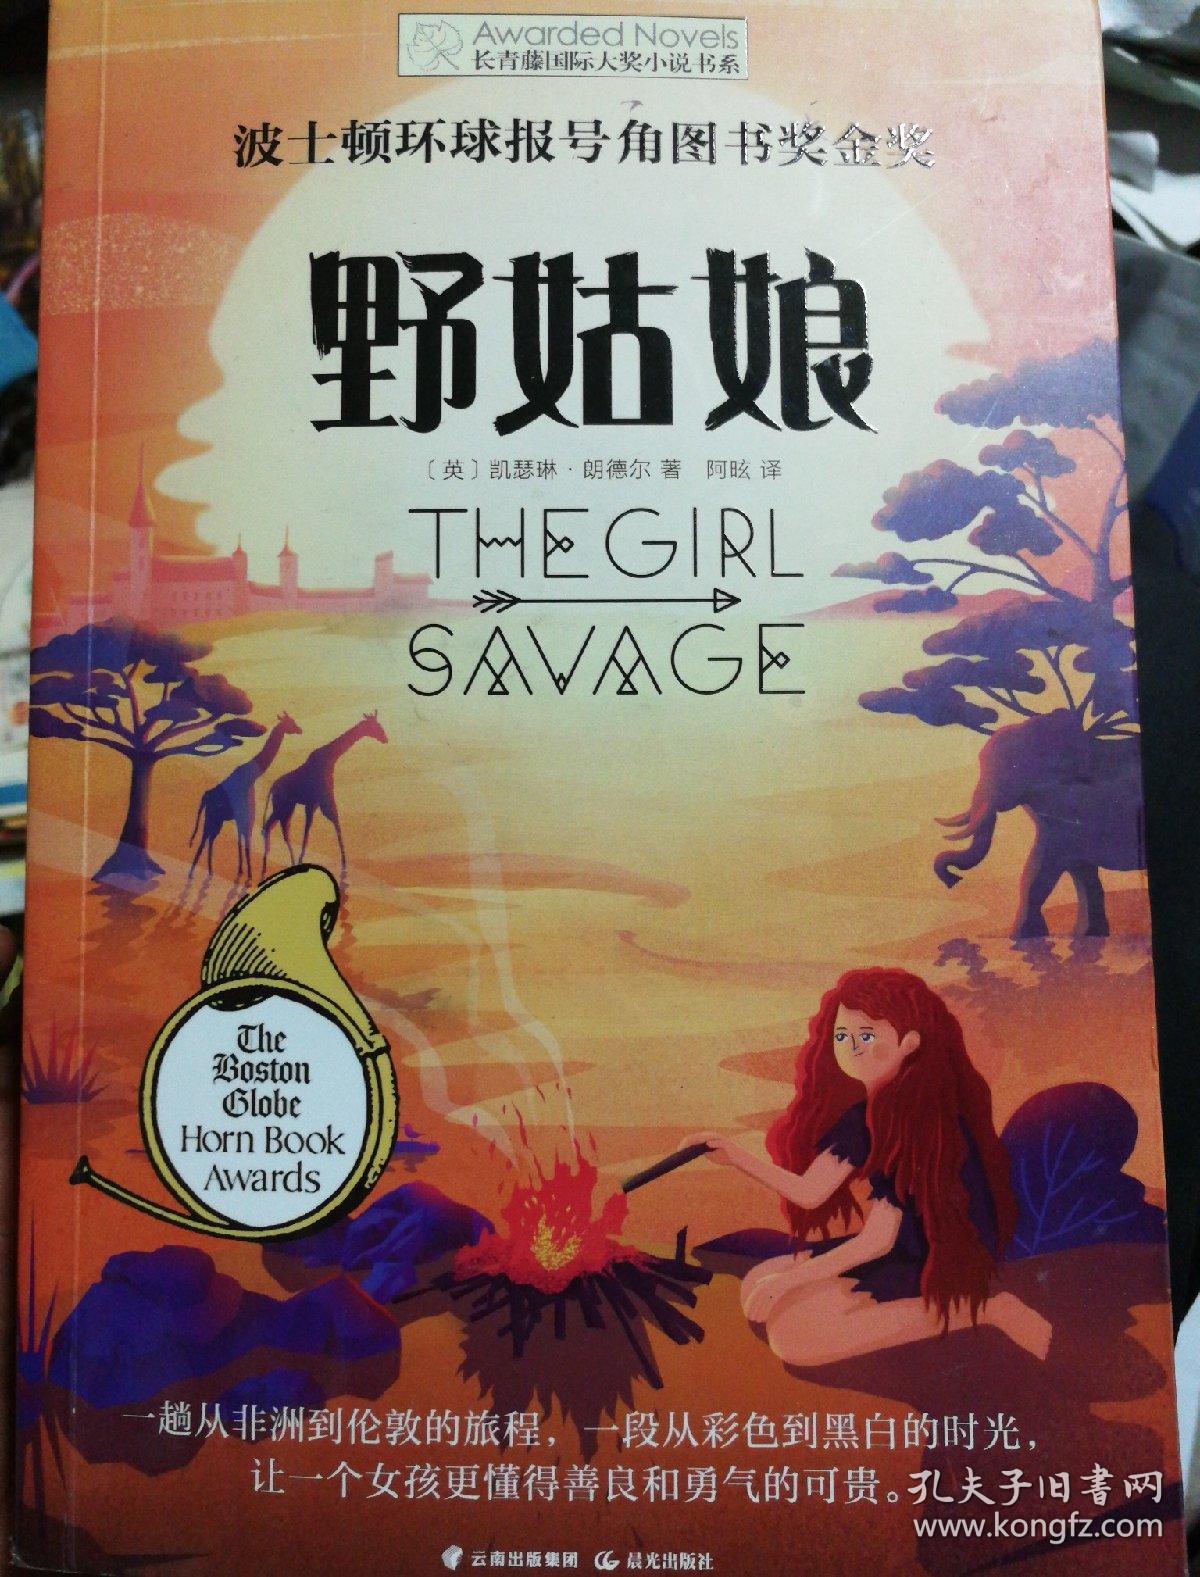 Awarded Novels
长青藤国际大奖小说书系
波士顿环球报号角图书奖金奖
野姑娘
〔英〕凯瑟琳·朗德尔 著 阿昡 译
THE GIRL
SAVAGE
The
Boston
Globe
Horn Book
Awards
一趟从非洲到伦敦的旅程，一段从彩色到黑白的时光，
让一个女孩更懂得善良和勇气的可贵。
孔夫子旧书网
www.kongfz.com
云南出版集团 晨光出版社